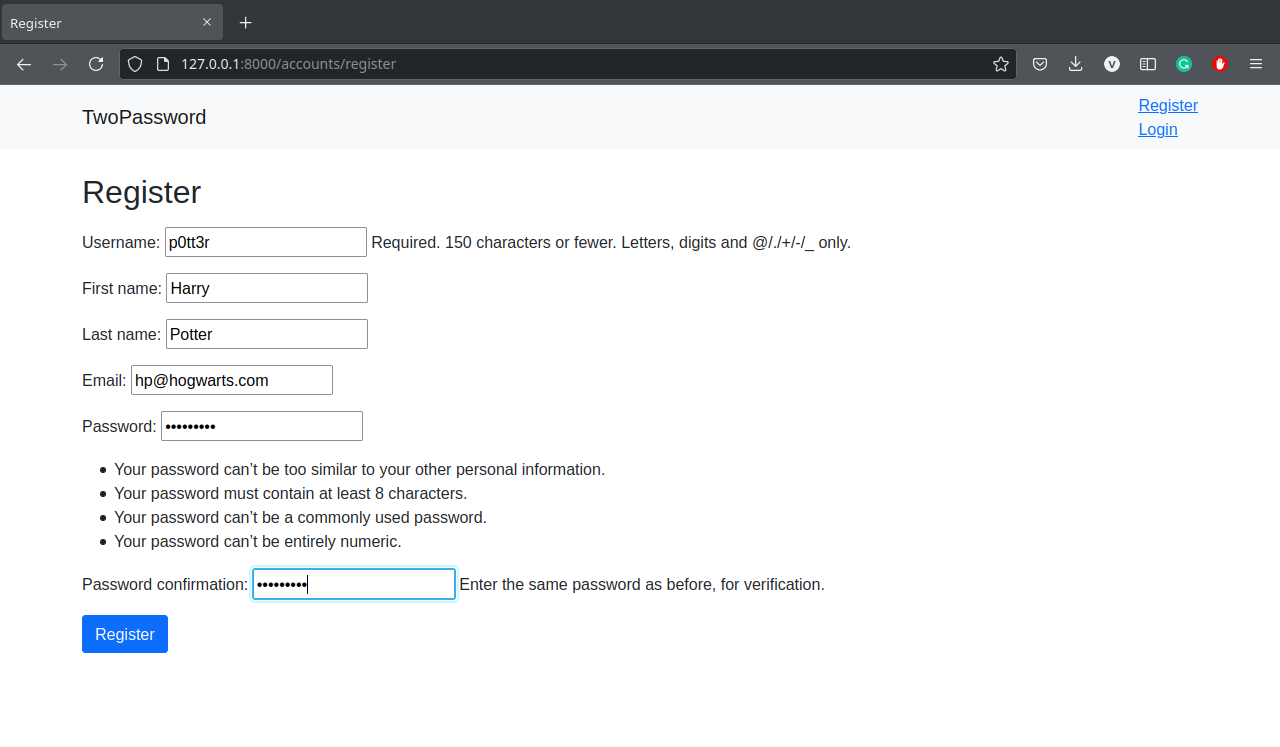 Register
127.0.0.1:8000/accounts/register
TwoPassword
Register
Login
Register
Username: p0tt3r Required. 150 characters or fewer. Letters, digits and @/./+/-/_ only.
First name: Harry
Last name: Potter
Email: hp@hogwarts.com
Password: •••••••••
• Your password can’t be too similar to your other personal information.
• Your password must contain at least 8 characters.
• Your password can’t be a commonly used password.
• Your password can’t be entirely numeric.
Password confirmation: ••••••••• Enter the same password as before, for verification.
Register